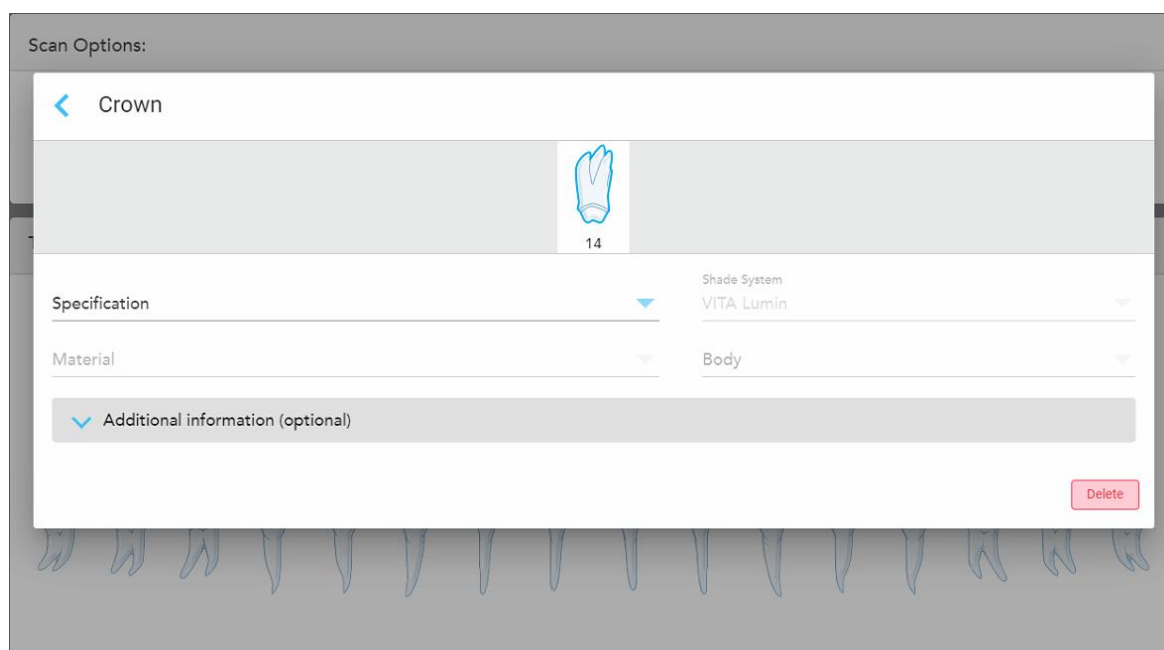 Scan Options:
Crown
14
Specification
Shade System
VITA Lumin
Material
Body
Additional information (optional)
Delete